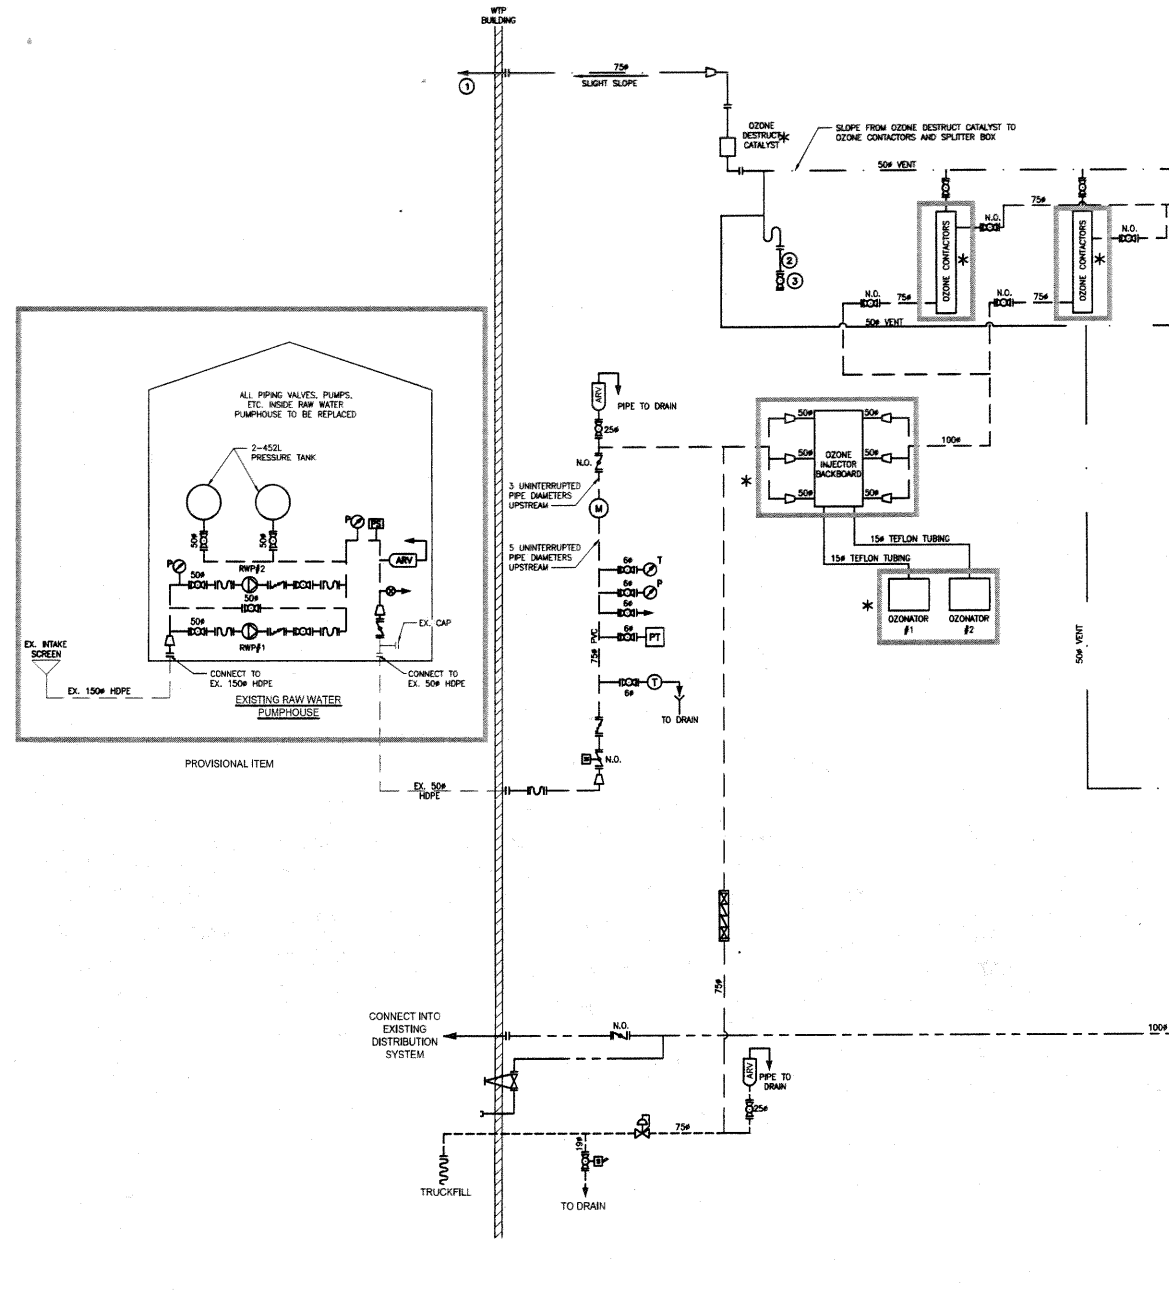 WTP
BUILDING
75ø
SLIGHT SLOPE
1
OZONE
DESTRUCT
CATALYST
*
SLOPE FROM OZONE DESTRUCT CATALYST TO
OZONE CONTACTORS AND SPLITTER BOX
50ø VENT
75ø
N.O.
N.O.
OZONE CONTACTORS
*
OZONE CONTACTORS
*
2
3
N.O.
75ø
N.O.
75ø
50ø VENT
ALL PIPING VALVES, PUMPS,
ETC. INSIDE RAW WATER
PUMPHOUSE TO BE REPLACED
2-452L
PRESSURE TANK
ARV
PIPE TO DRAIN
25ø
N.O.
3 UNINTERRUPTED
PIPE DIAMETERS
UPSTREAM
M
5 UNINTERRUPTED
PIPE DIAMETERS
UPSTREAM
50ø
50ø
50ø
50ø
50ø
50ø
OZONE
INJECTOR
BACKBOARD
100ø
*
15ø TEFLON TUBING
15ø TEFLON TUBING
*
OZONATOR
#1
OZONATOR
#2
P
PS
50ø
50ø
ARV
P
RWP#2
50ø
50ø
50ø
RWP#1
EX. CAP
EX. INTAKE
SCREEN
CONNECT TO
EX. 150ø HDPE
CONNECT TO
EX. 50ø HDPE
EX. 150ø HDPE
EXISTING RAW WATER
PUMPHOUSE
PROVISIONAL ITEM
6ø
T
6ø
P
6ø
6ø
PT
75ø PVC
6ø
T
TO DRAIN
N.O.
EX. 50ø
HDPE
50ø VENT
75ø
CONNECT INTO
EXISTING
DISTRIBUTION
SYSTEM
N.O.
100ø
ARV
PIPE TO
DRAIN
25ø
75ø
19ø
TRUCKFILL
TO DRAIN